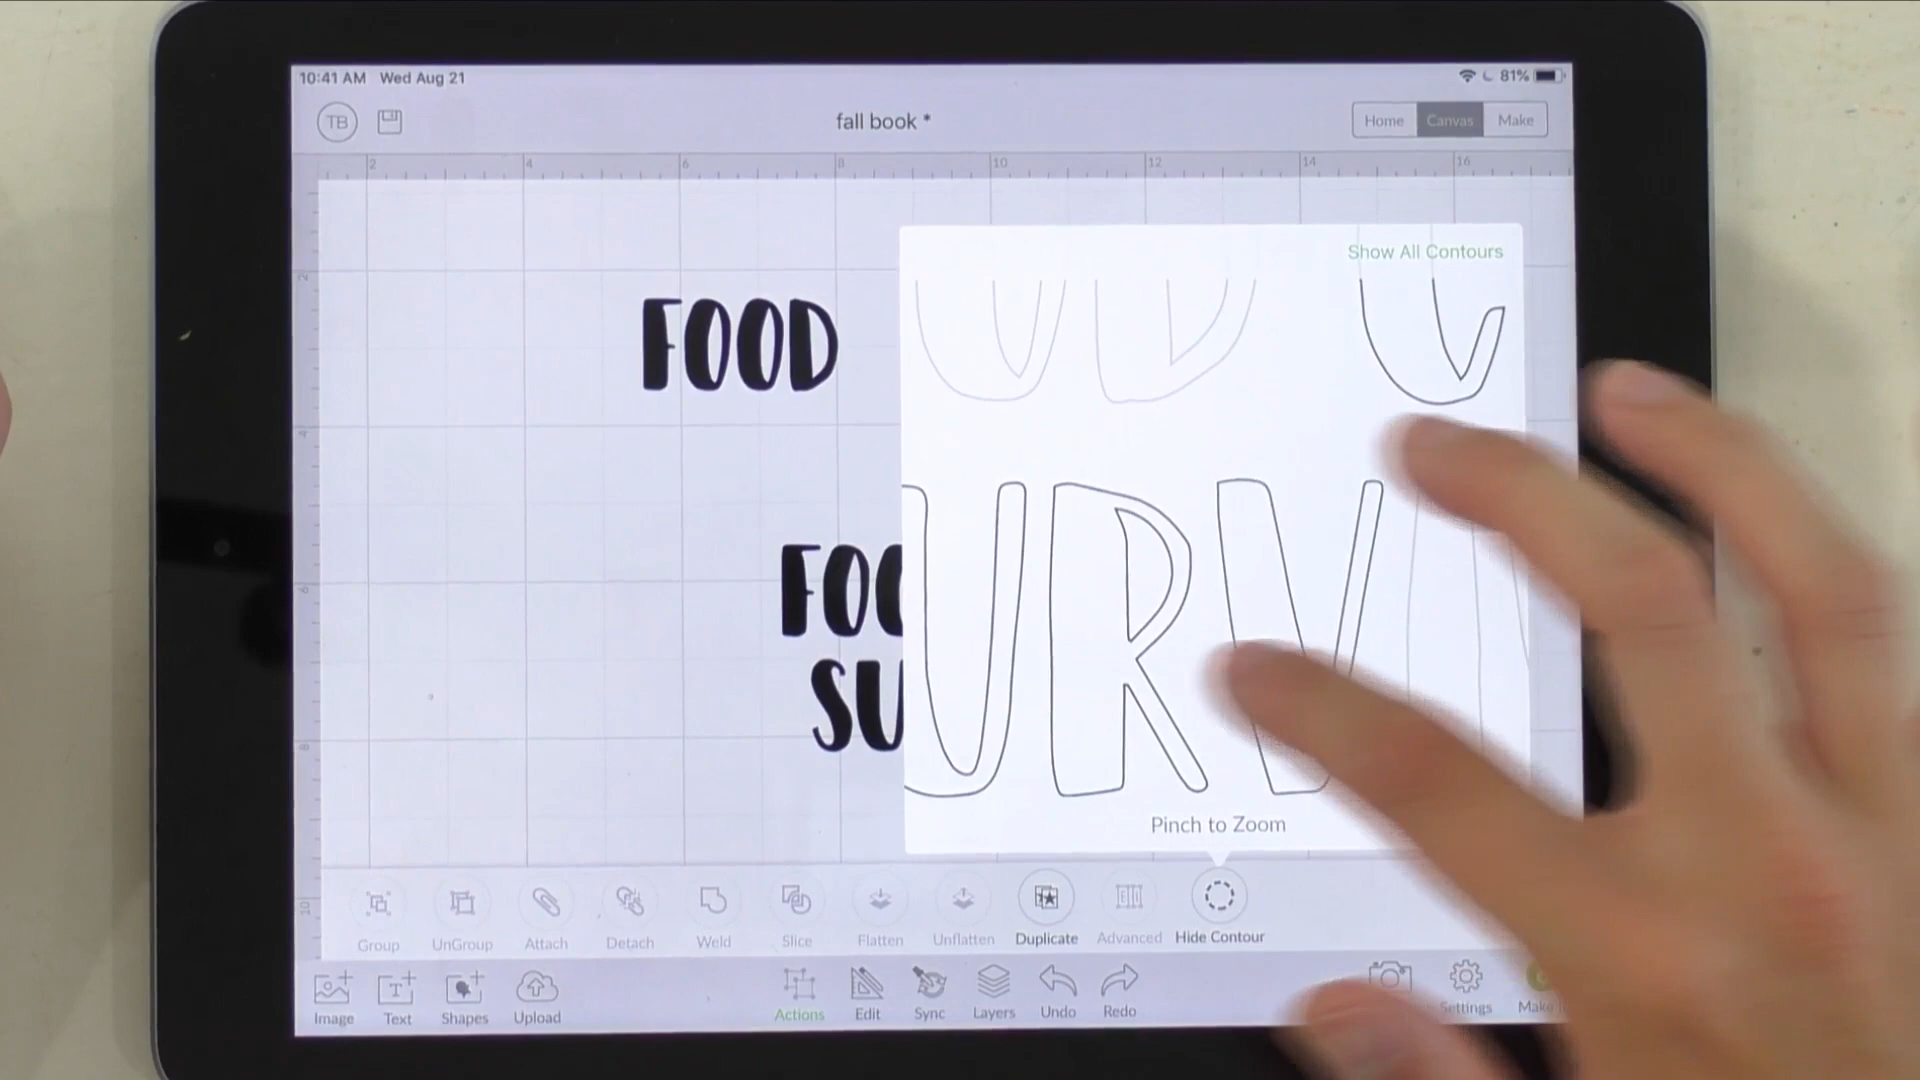 10:41 AM Wed Aug 21
81%
TB
fall book *
Home Canvas Make
2 4 6 8 10 12 14 16
Show All Contours
FOOD
FOO
SU
URV
Pinch to Zoom
Group UnGroup Attach Detach Weld Slice Flatten Unflatten Duplicate Advanced Hide Contour
Image Text Shapes Upload Actions Edit Sync Layers Undo Redo Settings Make